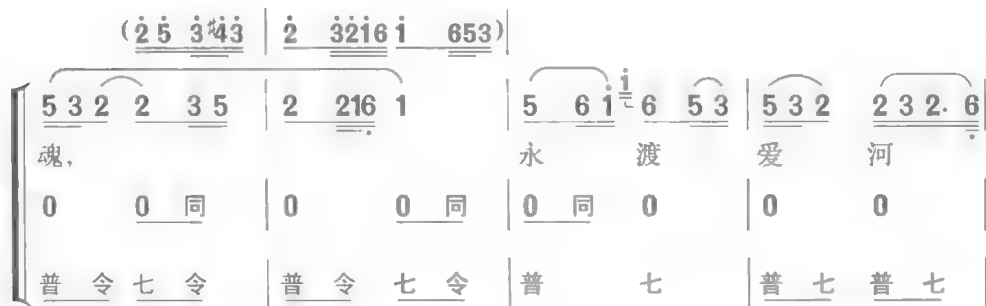 (2 5 3 #4 3 | 2 3216 1 653)|
5 3 2 2 3 5 | 2 216 1 | 5 6 1 1 6 5 3 | 5 3 2 2 3 2. 6
魂, 永 渡 爱 河
0 0 同 | 0 0 同 | 0 同 0 | 0 0
普 令 七 令 | 普 令 七 令 | 普 七 | 普 七 普 七